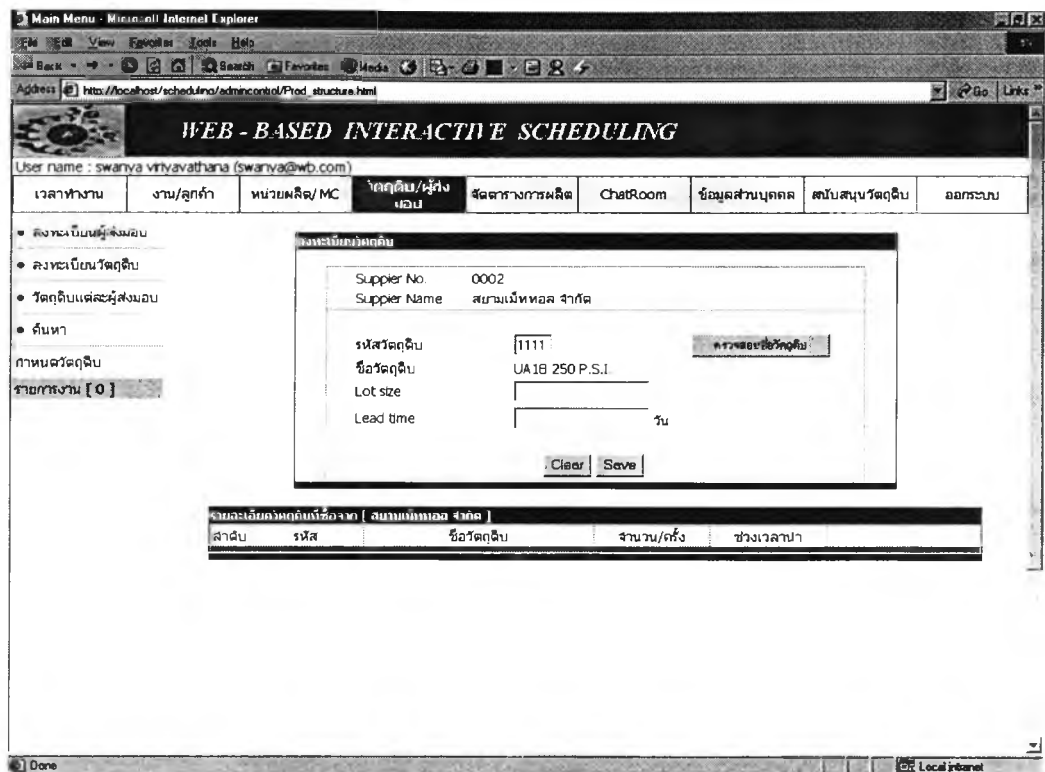 Main Menu - Microsoft Internet Explorer
File Edit View Favorites Tools Help
Back Search Favorites Media
Address http://localhost/scheduling/admincontrol/Prod_structure.html Go Links »
WEB - BASED INTERACTIVE SCHEDULING
User name : swanya viriyavathana (swanya@wb.com)
เวลาทำงาน งาน/ลูกค้า หน่วยผลิต/ MC วัตถุดิบ/ผู้ส่งมอบ จัดตารางการผลิต ChatRoom ข้อมูลส่วนบุคคล สนับสนุนวัตถุดิบ ออกระบบ
• ลงทะเบียนผู้ส่งมอบ
• ลงทะเบียนวัตถุดิบ
• วัตถุดิบแต่ละผู้ส่งมอบ
• ค้นหา
กำหนดวัตถุดิบ
รายการงาน [ 0 ]
ลงทะเบียนวัตถุดิบ
Suppier No. 0002
Suppier Name สยามเม็ททอล จำกัด
รหัสวัตถุดิบ 1111 ตรวจสอบชื่อวัตถุดิบ
ชื่อวัตถุดิบ UA1B 250 P.S.I.
Lot size
Lead time วัน
Clear Save
รายละเอียดวัตถุดิบที่ซื้อจาก [ สยามเม็ททอล จำกัด ]
ลำดับ รหัส ชื่อวัตถุดิบ จำนวน/ครั้ง ช่วงเวลานำ
Done Local intranet